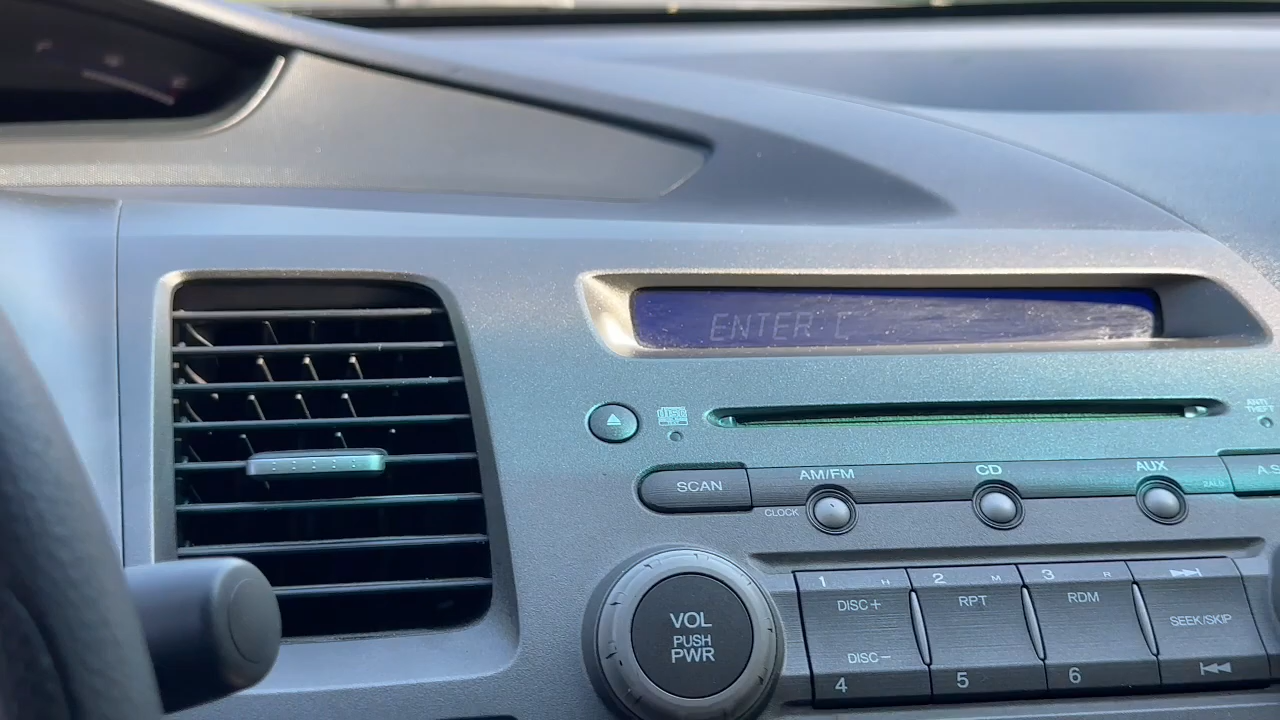 ENTER C
ANTI
THEFT
SCAN
AM/FM
CD
AUX
A.S
CLOCK
VOL
PUSH
PWR
1 H
2 M
3 R
DISC+
RPT
RDM
SEEK/SKIP
DISC−
4
5
6